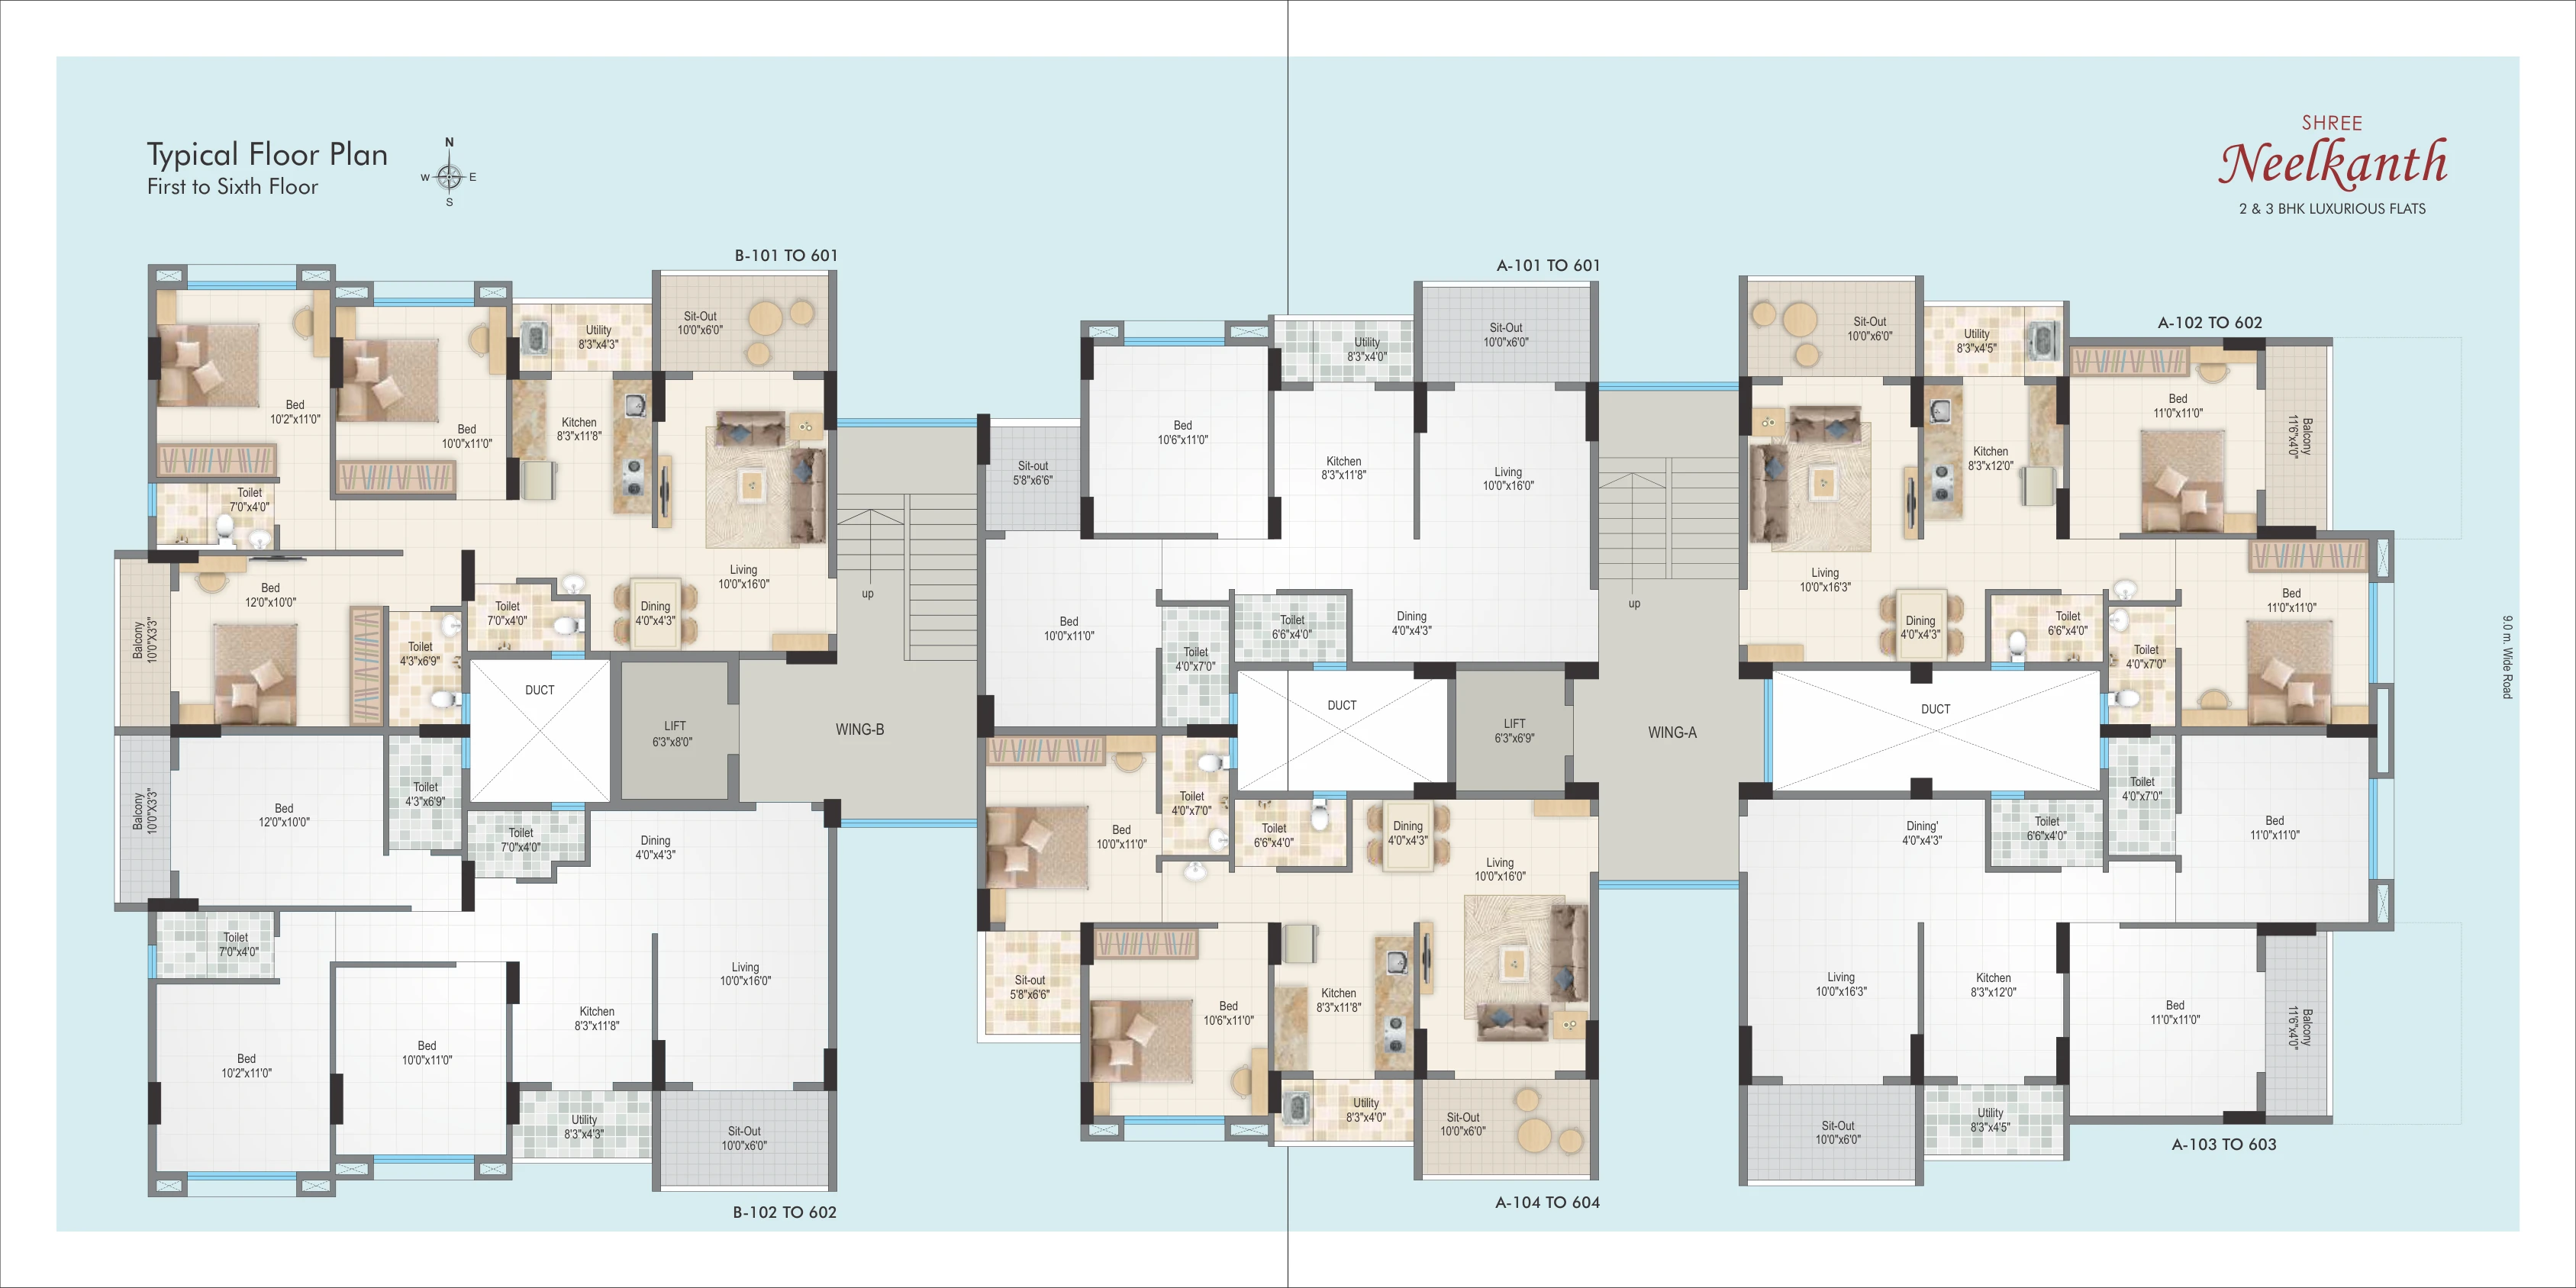 Typical Floor Plan
First to Sixth Floor
N
W
E
S
SHREE
Neelkanth
2 & 3 BHK LUXURIOUS FLATS
B-101 TO 601
Sit-Out
10'0"x6'0"
Utility
8'3"x4'3"
Bed
10'2"x11'0"
Bed
10'0"x11'0"
Kitchen
8'3"x11'8"
Toilet
7'0"x4'0"
Living
10'0"x16'0"
Bed
12'0"x10'0"
Balcony
10'0"X3'3"
Toilet
4'3"x6'9"
Toilet
7'0"x4'0"
Dining
4'0"x4'3"
up
DUCT
LIFT
6'3"x8'0"
WING-B
Balcony
10'0"X3'3"
Bed
12'0"x10'0"
Toilet
4'3"x6'9"
Toilet
7'0"x4'0"
Dining
4'0"x4'3"
Toilet
7'0"x4'0"
Living
10'0"x16'0"
Kitchen
8'3"x11'8"
Bed
10'2"x11'0"
Bed
10'0"x11'0"
Utility
8'3"x4'3"
Sit-Out
10'0"x6'0"
B-102 TO 602
A-101 TO 601
Sit-Out
10'0"x6'0"
Utility
8'3"x4'0"
Bed
10'6"x11'0"
Sit-out
5'8"x6'6"
Kitchen
8'3"x11'8"
Living
10'0"x16'0"
Bed
10'0"x11'0"
Toilet
4'0"x7'0"
Toilet
6'6"x4'0"
Dining
4'0"x4'3"
up
DUCT
LIFT
6'3"x6'9"
WING-A
Bed
10'0"x11'0"
Toilet
4'0"x7'0"
Toilet
6'6"x4'0"
Dining
4'0"x4'3"
Living
10'0"x16'0"
Sit-out
5'8"x6'6"
Bed
10'6"x11'0"
Kitchen
8'3"x11'8"
Utility
8'3"x4'0"
Sit-Out
10'0"x6'0"
A-104 TO 604
A-102 TO 602
Sit-Out
10'0"x6'0"
Utility
8'3"x4'5"
Bed
11'0"x11'0"
Balcony
11'6"x4'0"
Kitchen
8'3"x12'0"
Living
10'0"x16'3"
Dining
4'0"x4'3"
Toilet
6'6"x4'0"
Toilet
4'0"x7'0"
Bed
11'0"x11'0"
9.0 m. Wide Road
DUCT
Toilet
4'0"x7'0"
Toilet
6'6"x4'0"
Dining'
4'0"x4'3"
Bed
11'0"x11'0"
Living
10'0"x16'3"
Kitchen
8'3"x12'0"
Bed
11'0"x11'0"
Balcony
11'6"x4'0"
Utility
8'3"x4'5"
Sit-Out
10'0"x6'0"
A-103 TO 603